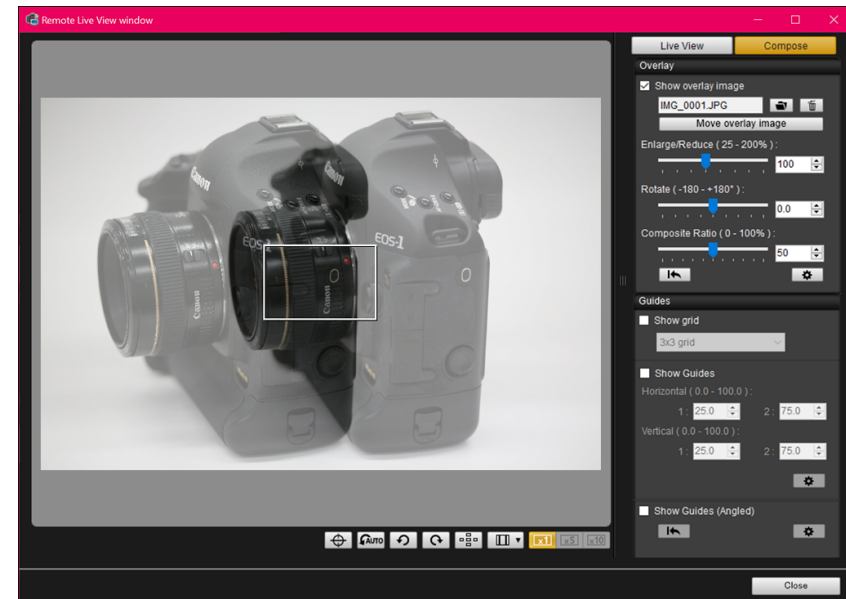 Remote Live View window
Live View Compose
Overlay
Show overlay image
IMG_0001.JPG
Move overlay image
Enlarge/Reduce ( 25 - 200% ) :
100
Rotate ( -180 - +180° ) :
0.0
Composite Ratio ( 0 - 100% ) :
50
Guides
Show grid
3x3 grid
Show Guides
Horizontal ( 0.0 - 100.0 ) :
1 : 25.0 2 : 75.0
Vertical ( 0.0 - 100.0 ) :
1 : 25.0 2 : 75.0
Show Guides (Angled)
Canon
Canon
EOS-1
EOS-1
Canon
Canon
AUTO x1 x5 x10
Close